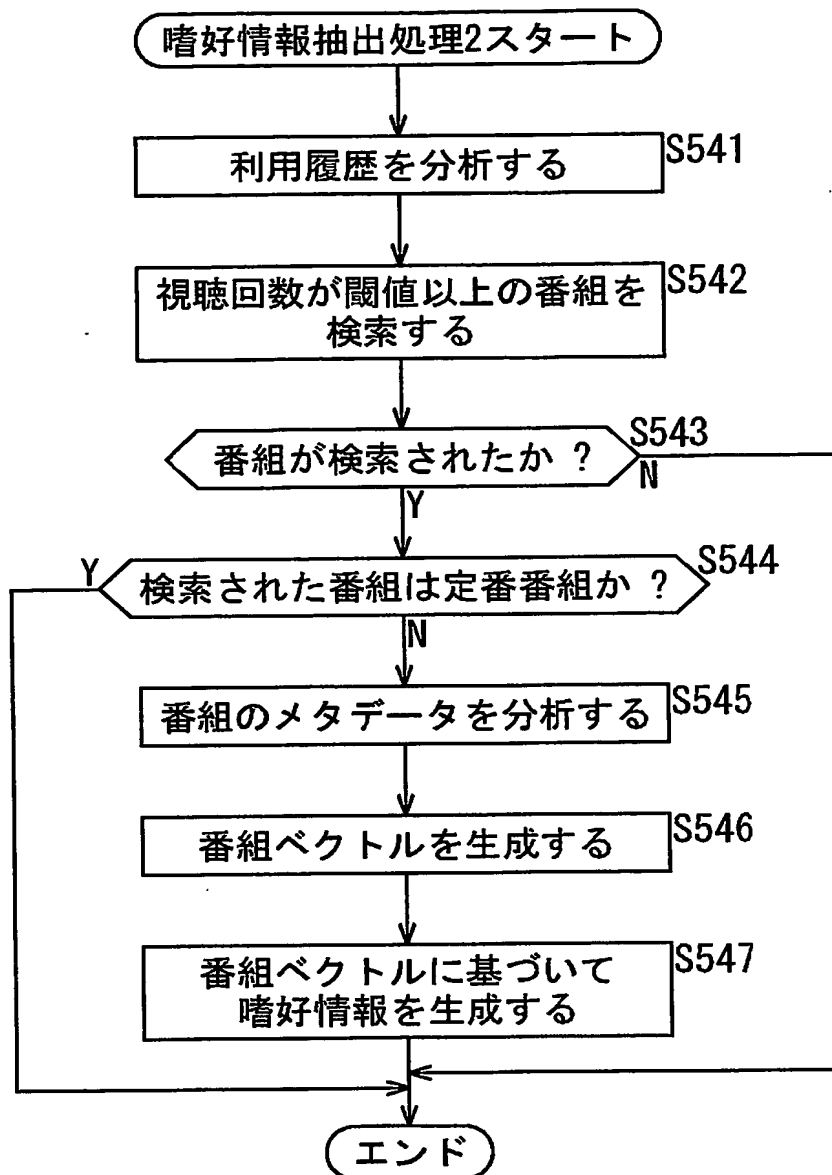 嗜好情報抽出処理2スタート
利用履歴を分析する
S541
視聴回数が閾値以上の番組を
検索する
S542
番組が検索されたか ?
S543
N
Y
検索された番組は定番番組か ?
S544
Y
N
番組のメタデータを分析する
S545
番組ベクトルを生成する
S546
番組ベクトルに基づいて
嗜好情報を生成する
S547
エンド